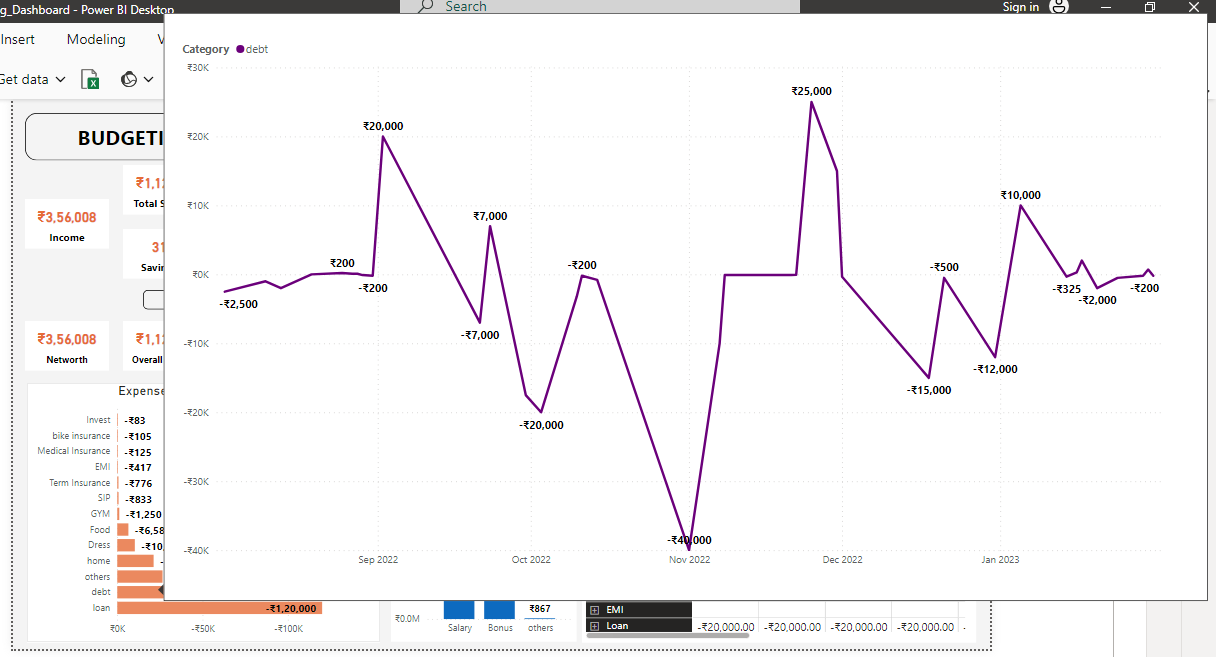 g_Dashboard - Power BI Desktop
Search
Sign in
Insert
Modeling
Get data
BUDGETI
₹3,56,008
Income
₹1,1
Total S
31
Savin
₹3,56,008
Networth
₹1,1
Overall
Expense
Invest -₹83
bike insurance -₹105
Medical Insurance -₹125
EMI -₹417
Term Insurance -₹776
SIP -₹833
GYM -₹1,250
Food -₹6,58
Dress -₹10,
home -
others
debt
loan -₹1,20,000
₹0K -₹50K -₹100K
Category debt
₹30K
₹20K
₹10K
₹0K
-₹10K
-₹20K
-₹30K
-₹40K
-₹2,500
₹200
-₹200
₹20,000
-₹7,000
₹7,000
-₹20,000
-₹200
-₹40,000
₹25,000
-₹15,000
-₹500
-₹12,000
₹10,000
-₹325
-₹2,000
-₹200
Sep 2022 Oct 2022 Nov 2022 Dec 2022 Jan 2023
₹0.0M
₹867
Salary Bonus others
EMI
Loan -₹20,000.00 -₹20,000.00 -₹20,000.00 -₹20,000.00 -